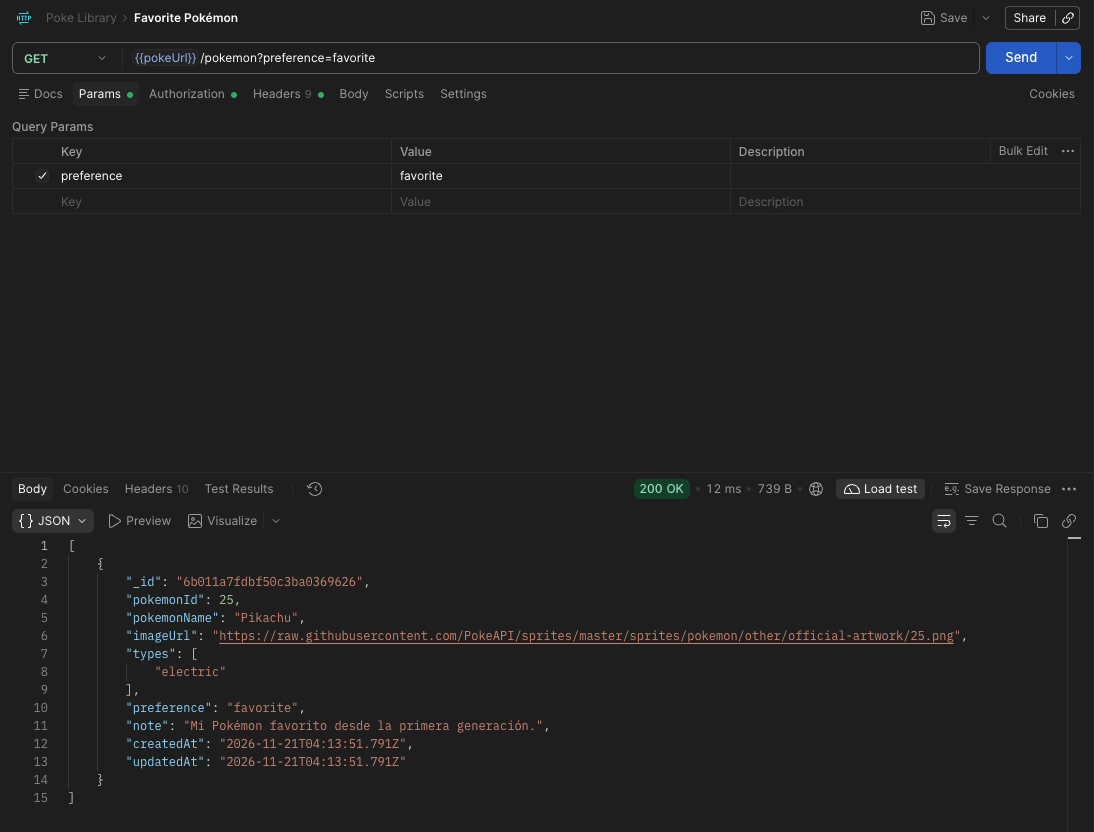 HTTP Poke Library > Favorite Pokémon Save Share
GET {{pokeUrl}} /pokemon?preference=favorite Send
Docs Params Authorization Headers 9 Body Scripts Settings Cookies
Query Params
Key Value Description Bulk Edit
preference favorite
Key Value Description
Body Cookies Headers 10 Test Results 200 OK • 12 ms • 739 B • Load test e.g. Save Response
{} JSON Preview Visualize
1 [
2 {
3 "_id": "6b011a7fdbf50c3ba0369626",
4 "pokemonId": 25,
5 "pokemonName": "Pikachu",
6 "imageUrl": "https://raw.githubusercontent.com/PokeAPI/sprites/master/sprites/pokemon/other/official-artwork/25.png",
7 "types": [
8 "electric"
9 ],
10 "preference": "favorite",
11 "note": "Mi Pokémon favorito desde la primera generación.",
12 "createdAt": "2026-11-21T04:13:51.791Z",
13 "updatedAt": "2026-11-21T04:13:51.791Z"
14 }
15 ]